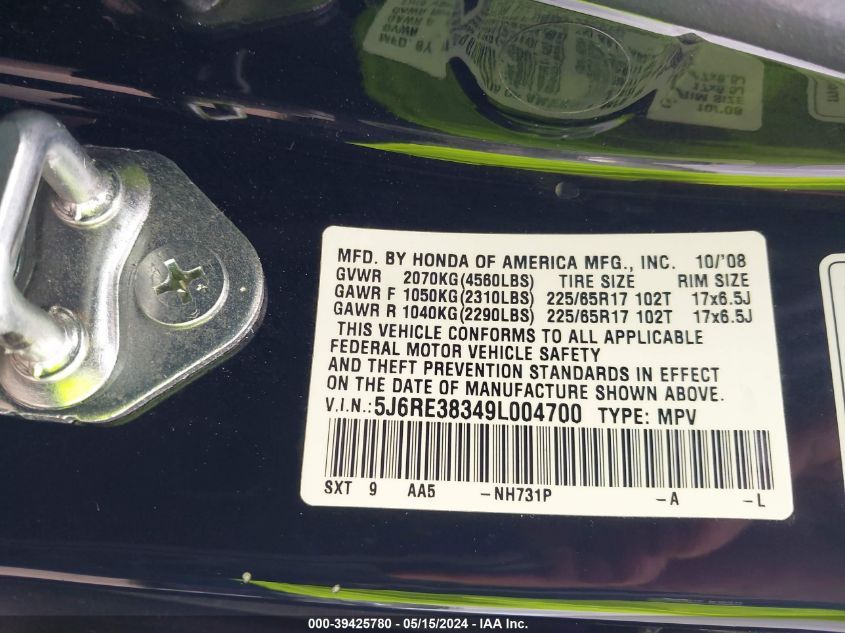 MFD. BY HONDA OF AMERICA MFG., INC. 10/'08
GVWR 2070KG(4560LBS) TIRE SIZE RIM SIZE
GAWR F 1050KG(2310LBS) 225/65R17 102T 17x6.5J
GAWR R 1040KG(2290LBS) 225/65R17 102T 17x6.5J
THIS VEHICLE CONFORMS TO ALL APPLICABLE
FEDERAL MOTOR VEHICLE SAFETY
AND THEFT PREVENTION STANDARDS IN EFFECT
ON THE DATE OF MANUFACTURE SHOWN ABOVE.
V.I.N.: 5J6RE38349L004700 TYPE: MPV
SXT 9 AA5 -NH731P -A -L
000-39425780 - 05/15/2024 - IAA Inc.